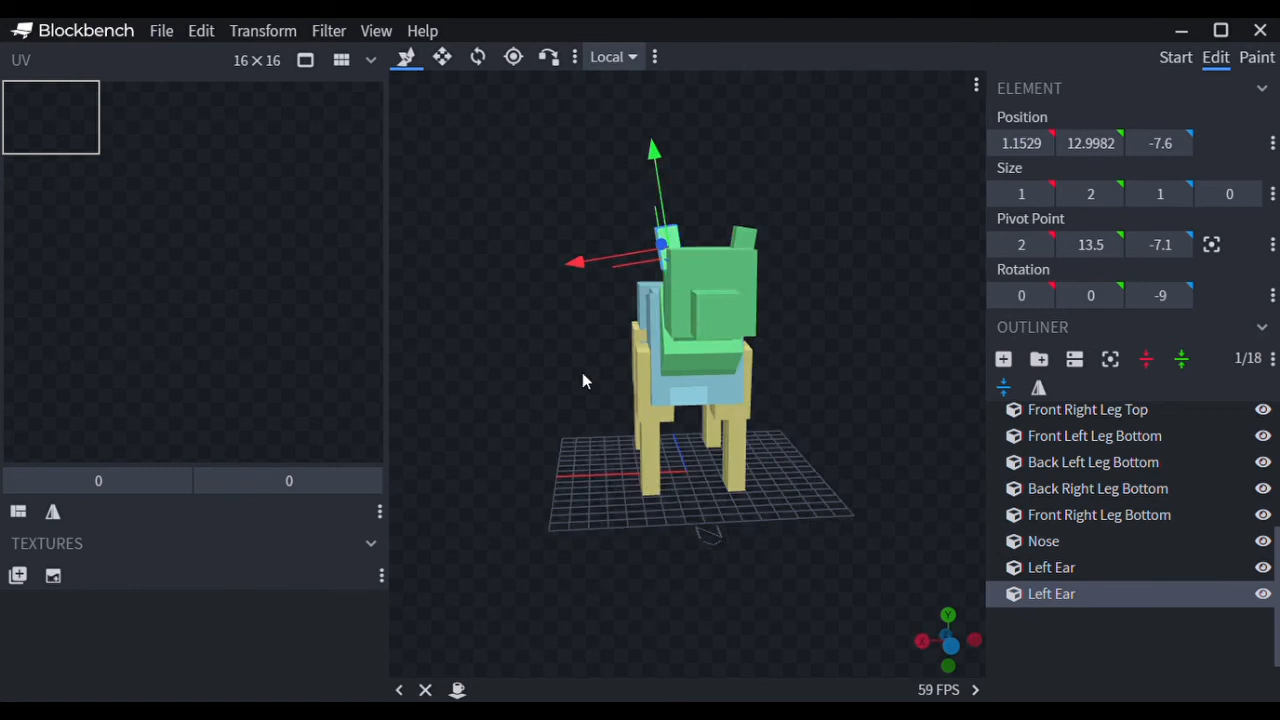 Blockbench File Edit Transform Filter View Help
UV 16×16 Local Start Edit Paint
ELEMENT
Position
1.1529 12.9982 -7.6
Size
1 2 1 0
Pivot Point
2 13.5 -7.1
Rotation
0 0 -9
OUTLINER
1/18
Front Right Leg Top
Front Left Leg Bottom
Back Left Leg Bottom
Back Right Leg Bottom
Front Right Leg Bottom
Nose
Left Ear
Left Ear
0 0
TEXTURES
Y
X
59 FPS